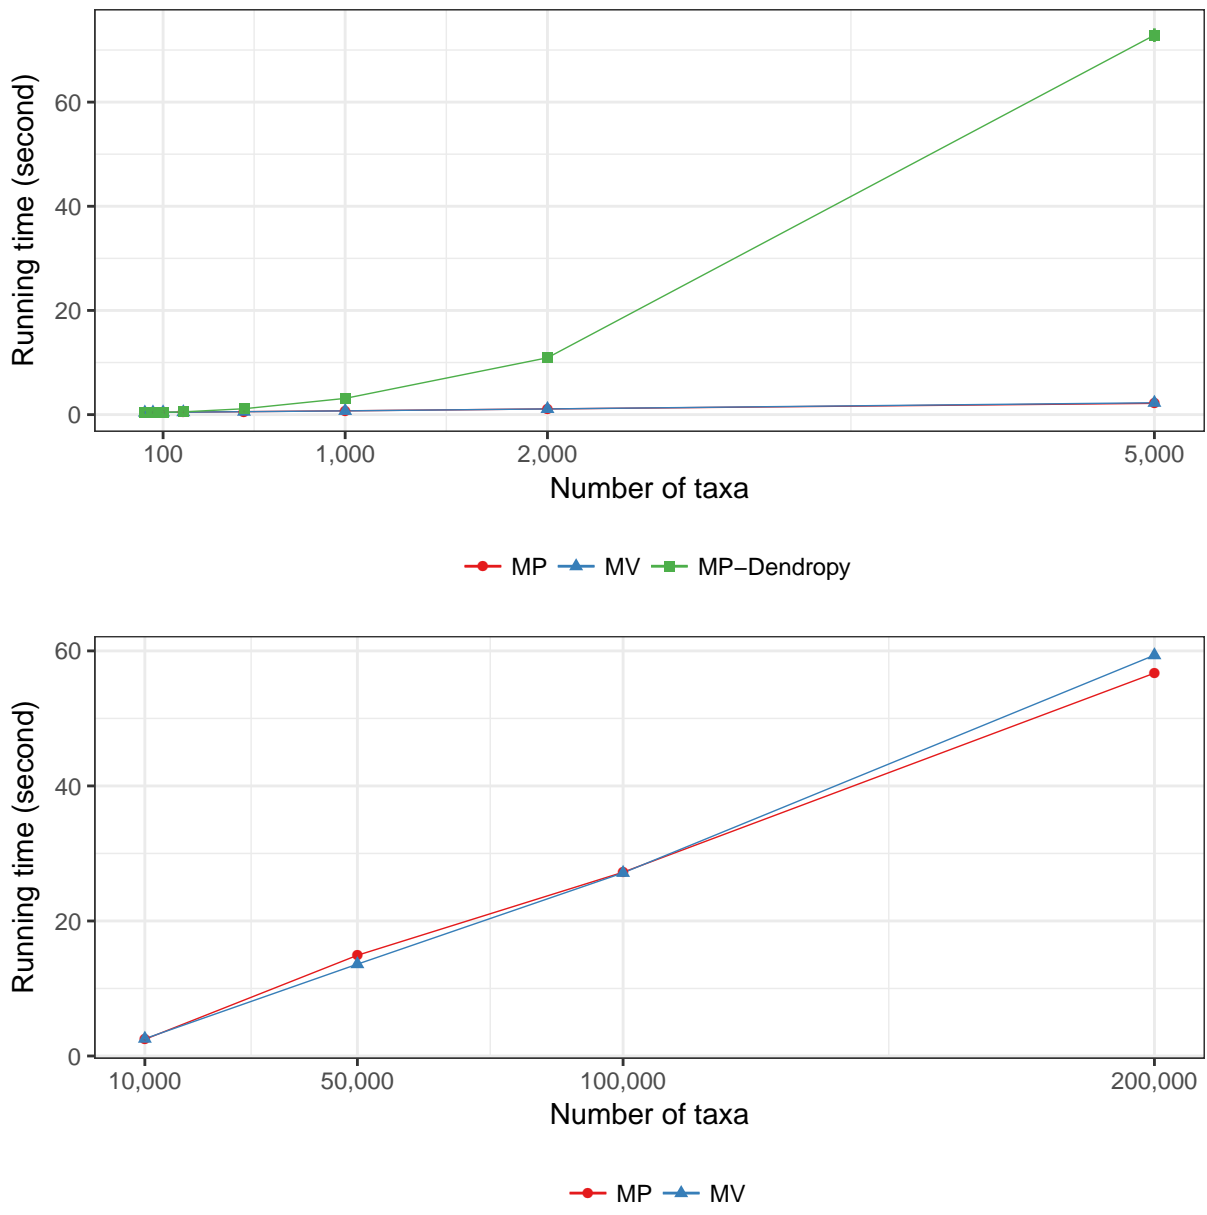 60
40
20
0
Running time (second)
100 1,000 2,000 5,000
Number of taxa
MP MV MP−Dendropy
60
40
20
0
Running time (second)
10,000 50,000 100,000 200,000
Number of taxa
MP MV